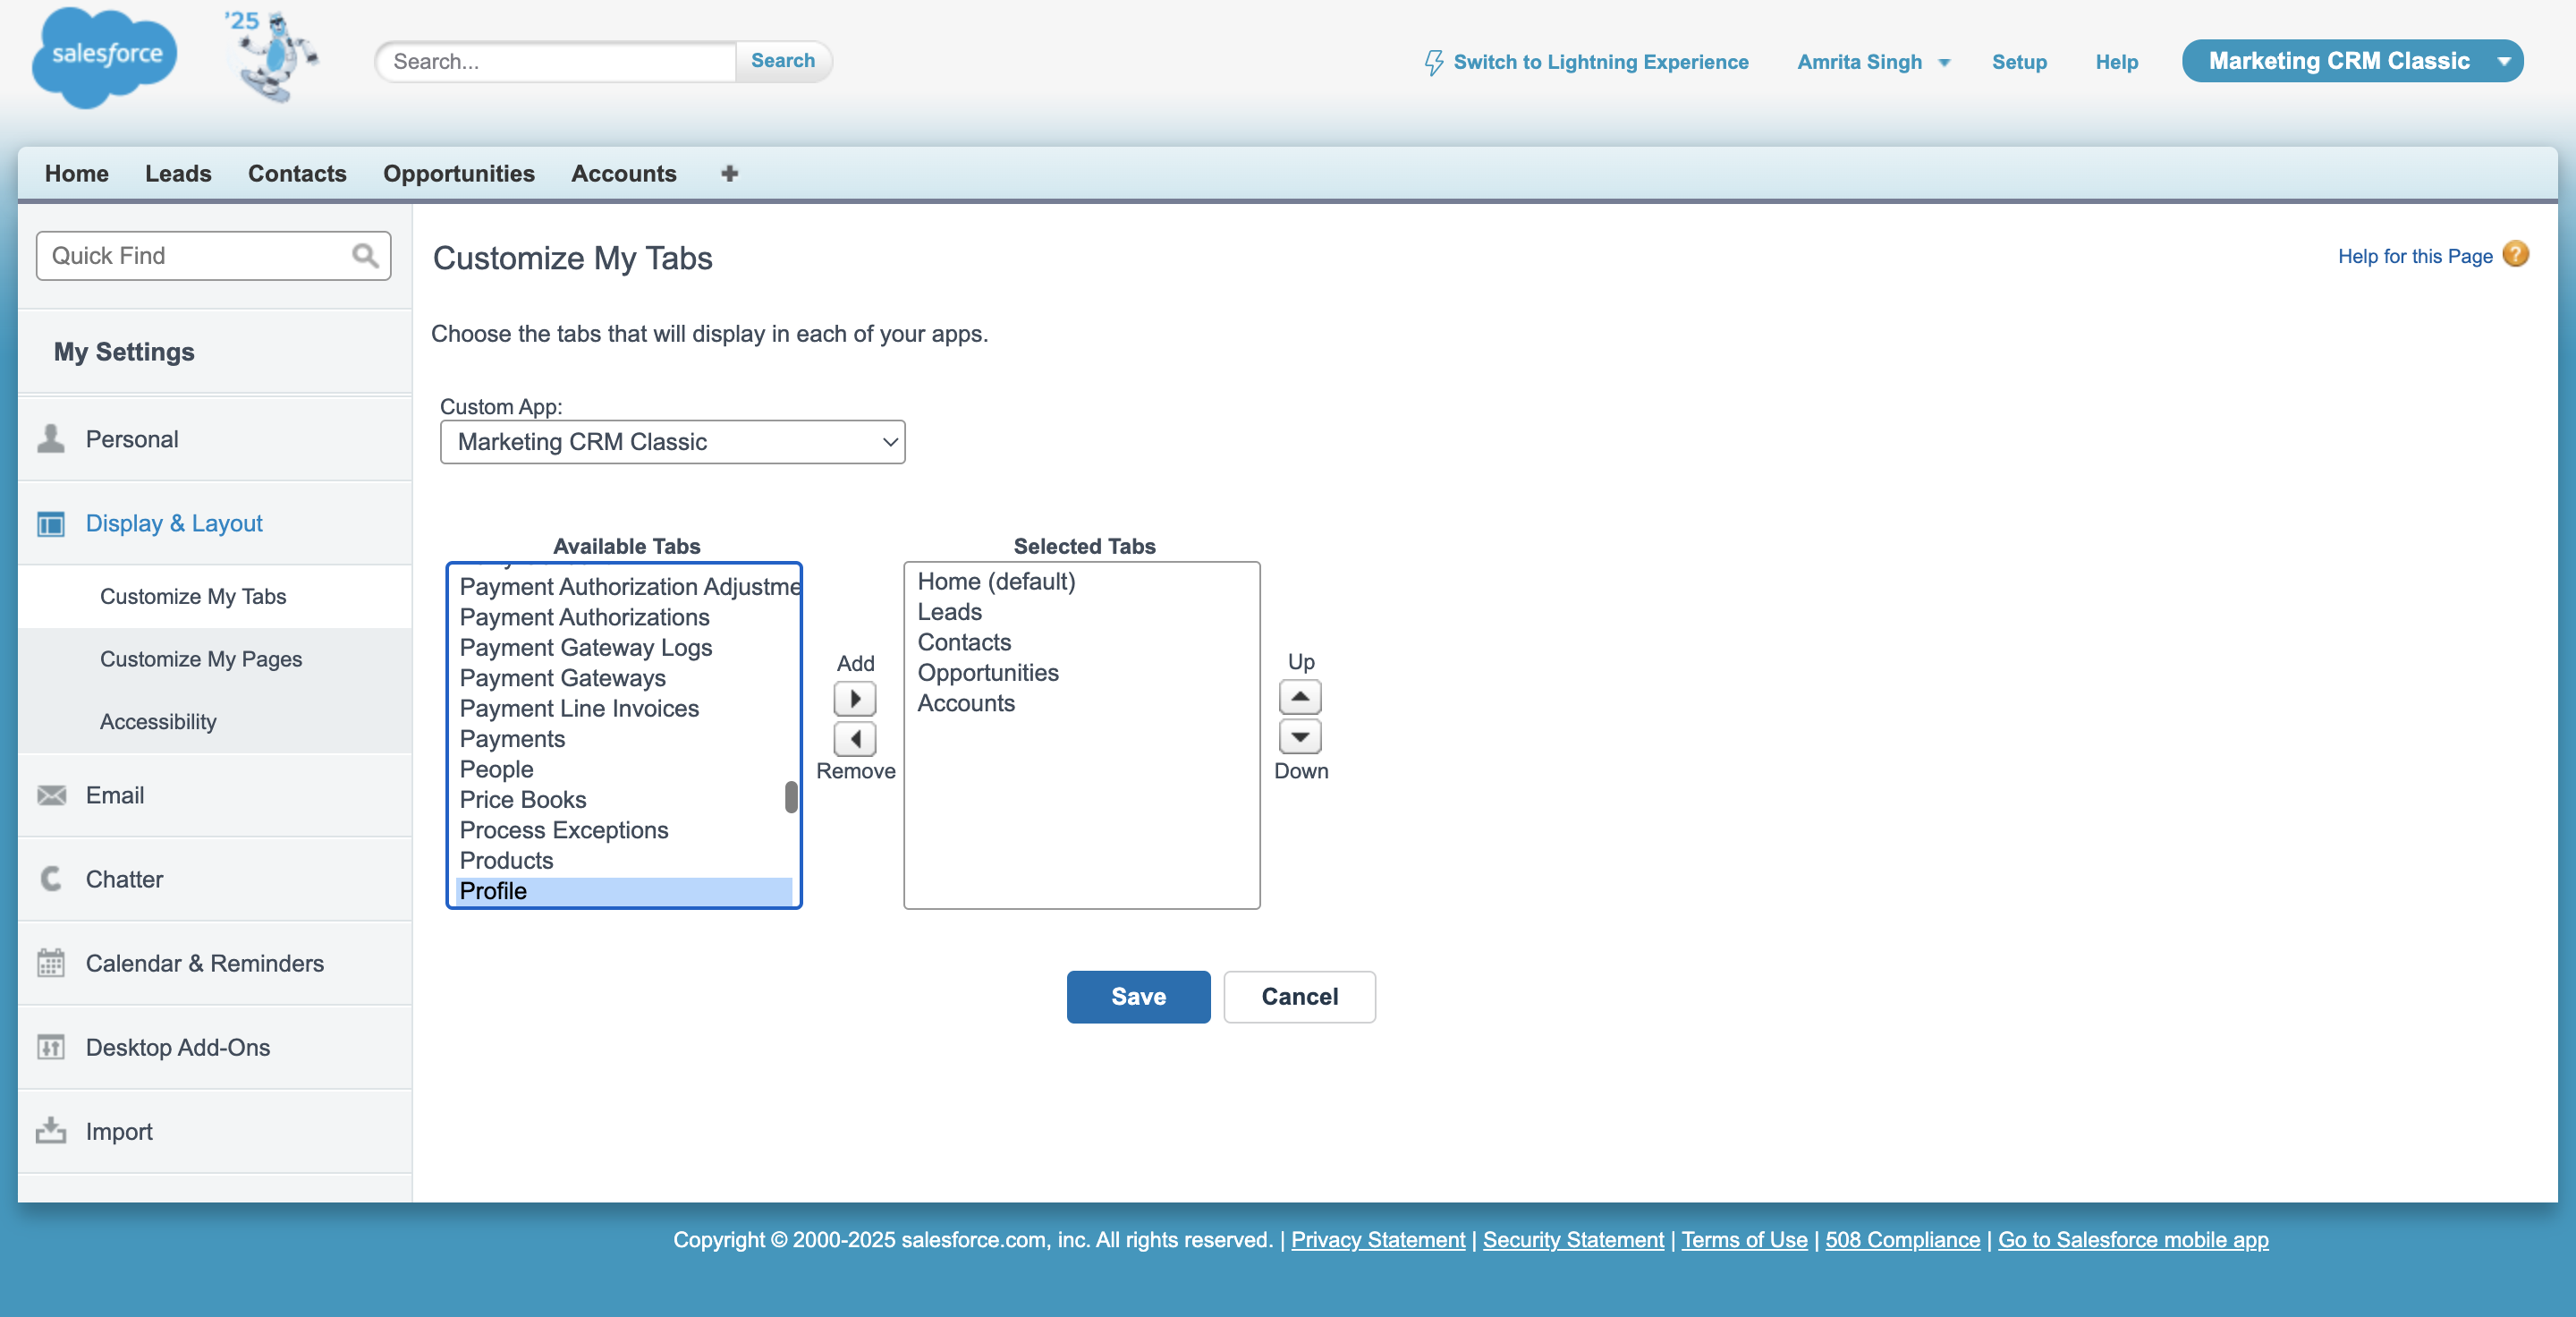 salesforce
'25
Search...
Search
Switch to Lightning Experience
Amrita Singh
Setup
Help
Marketing CRM Classic
Home
Leads
Contacts
Opportunities
Accounts
Quick Find
My Settings
Personal
Display & Layout
Customize My Tabs
Customize My Pages
Accessibility
Email
Chatter
Calendar & Reminders
Desktop Add-Ons
Import
Customize My Tabs
Help for this Page
?
Choose the tabs that will display in each of your apps.
Custom App:
Marketing CRM Classic
Available Tabs
Payment Authorization Adjustme
Payment Authorizations
Payment Gateway Logs
Payment Gateways
Payment Line Invoices
Payments
People
Price Books
Process Exceptions
Products
Profile
Add
Remove
Selected Tabs
Home (default)
Leads
Contacts
Opportunities
Accounts
Up
Down
Save
Cancel
Copyright © 2000-2025 salesforce.com, inc. All rights reserved. | Privacy Statement | Security Statement | Terms of Use | 508 Compliance | Go to Salesforce mobile app